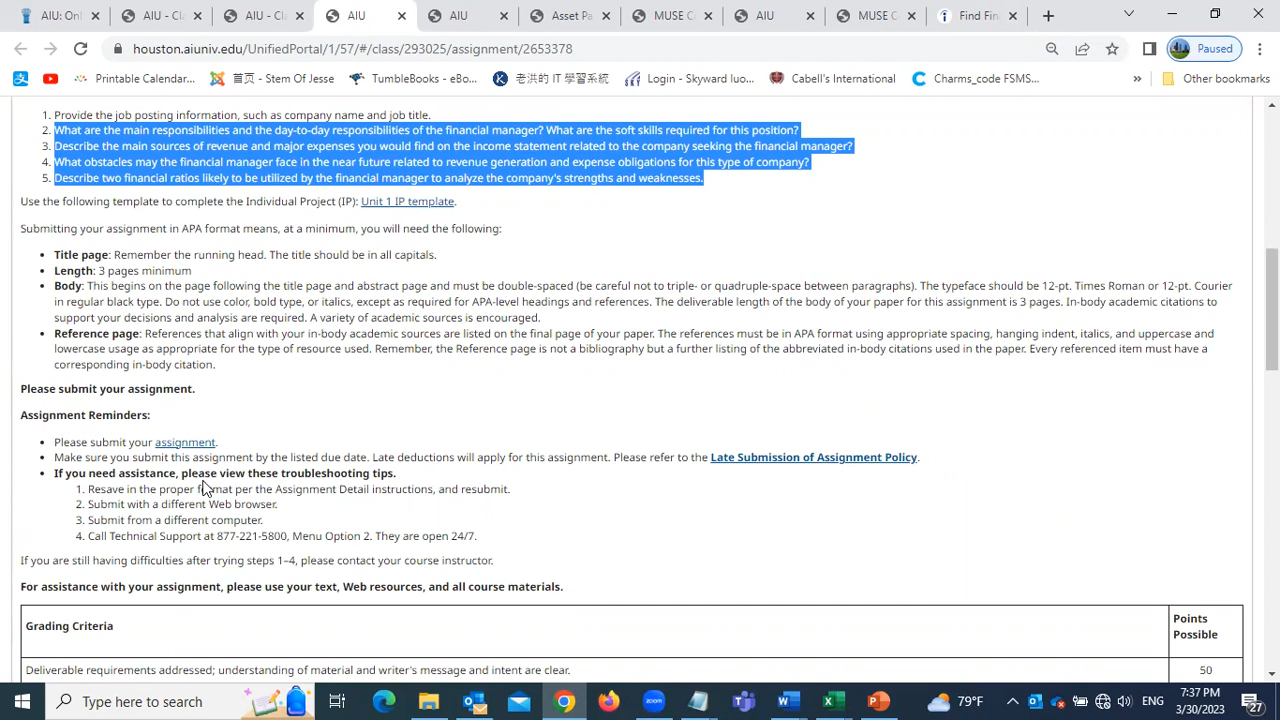 AIU: Onl
AIU - Cla
AIU - Cla
AIU
AIU
Asset Pa
MUSE C
AIU
MUSE C
Find Fin
houston.aiuniv.edu/UnifiedPortal/1/57/#/class/293025/assignment/2653378
Paused
Printable Calendar...
首页 - Stem Of Jesse
TumbleBooks - eBo...
老洪的 IT 學習系統
Login - Skyward Iuo...
Cabell's International
Charms_code FSMS...
»
Other bookmarks
1. Provide the job posting information, such as company name and job title.
2. What are the main responsibilities and the day-to-day responsibilities of the financial manager? What are the soft skills required for this position?
3. Describe the main sources of revenue and major expenses you would find on the income statement related to the company seeking the financial manager?
4. What obstacles may the financial manager face in the near future related to revenue generation and expense obligations for this type of company?
5. Describe two financial ratios likely to be utilized by the financial manager to analyze the company's strengths and weaknesses.
Use the following template to complete the Individual Project (IP): Unit 1 IP template.
Submitting your assignment in APA format means, at a minimum, you will need the following:
• Title page: Remember the running head. The title should be in all capitals.
• Length: 3 pages minimum
• Body: This begins on the page following the title page and abstract page and must be double-spaced (be careful not to triple- or quadruple-space between paragraphs). The typeface should be 12-pt. Times Roman or 12-pt. Courier
in regular black type. Do not use color, bold type, or italics, except as required for APA-level headings and references. The deliverable length of the body of your paper for this assignment is 3 pages. In-body academic citations to
support your decisions and analysis are required. A variety of academic sources is encouraged.
• Reference page: References that align with your in-body academic sources are listed on the final page of your paper. The references must be in APA format using appropriate spacing, hanging indent, italics, and uppercase and
lowercase usage as appropriate for the type of resource used. Remember, the Reference page is not a bibliography but a further listing of the abbreviated in-body citations used in the paper. Every referenced item must have a
corresponding in-body citation.
Please submit your assignment.
Assignment Reminders:
• Please submit your assignment.
• Make sure you submit this assignment by the listed due date. Late deductions will apply for this assignment. Please refer to the Late Submission of Assignment Policy.
• If you need assistance, please view these troubleshooting tips.
1. Resave in the proper format per the Assignment Detail instructions, and resubmit.
2. Submit with a different Web browser.
3. Submit from a different computer.
4. Call Technical Support at 877-221-5800, Menu Option 2. They are open 24/7.
If you are still having difficulties after trying steps 1–4, please contact your course instructor.
For assistance with your assignment, please use your text, Web resources, and all course materials.
Grading Criteria
Points
Possible
Deliverable requirements addressed; understanding of material and writer's message and intent are clear.
50
Type here to search
79°F
ENG
7:37 PM
3/30/2023
27